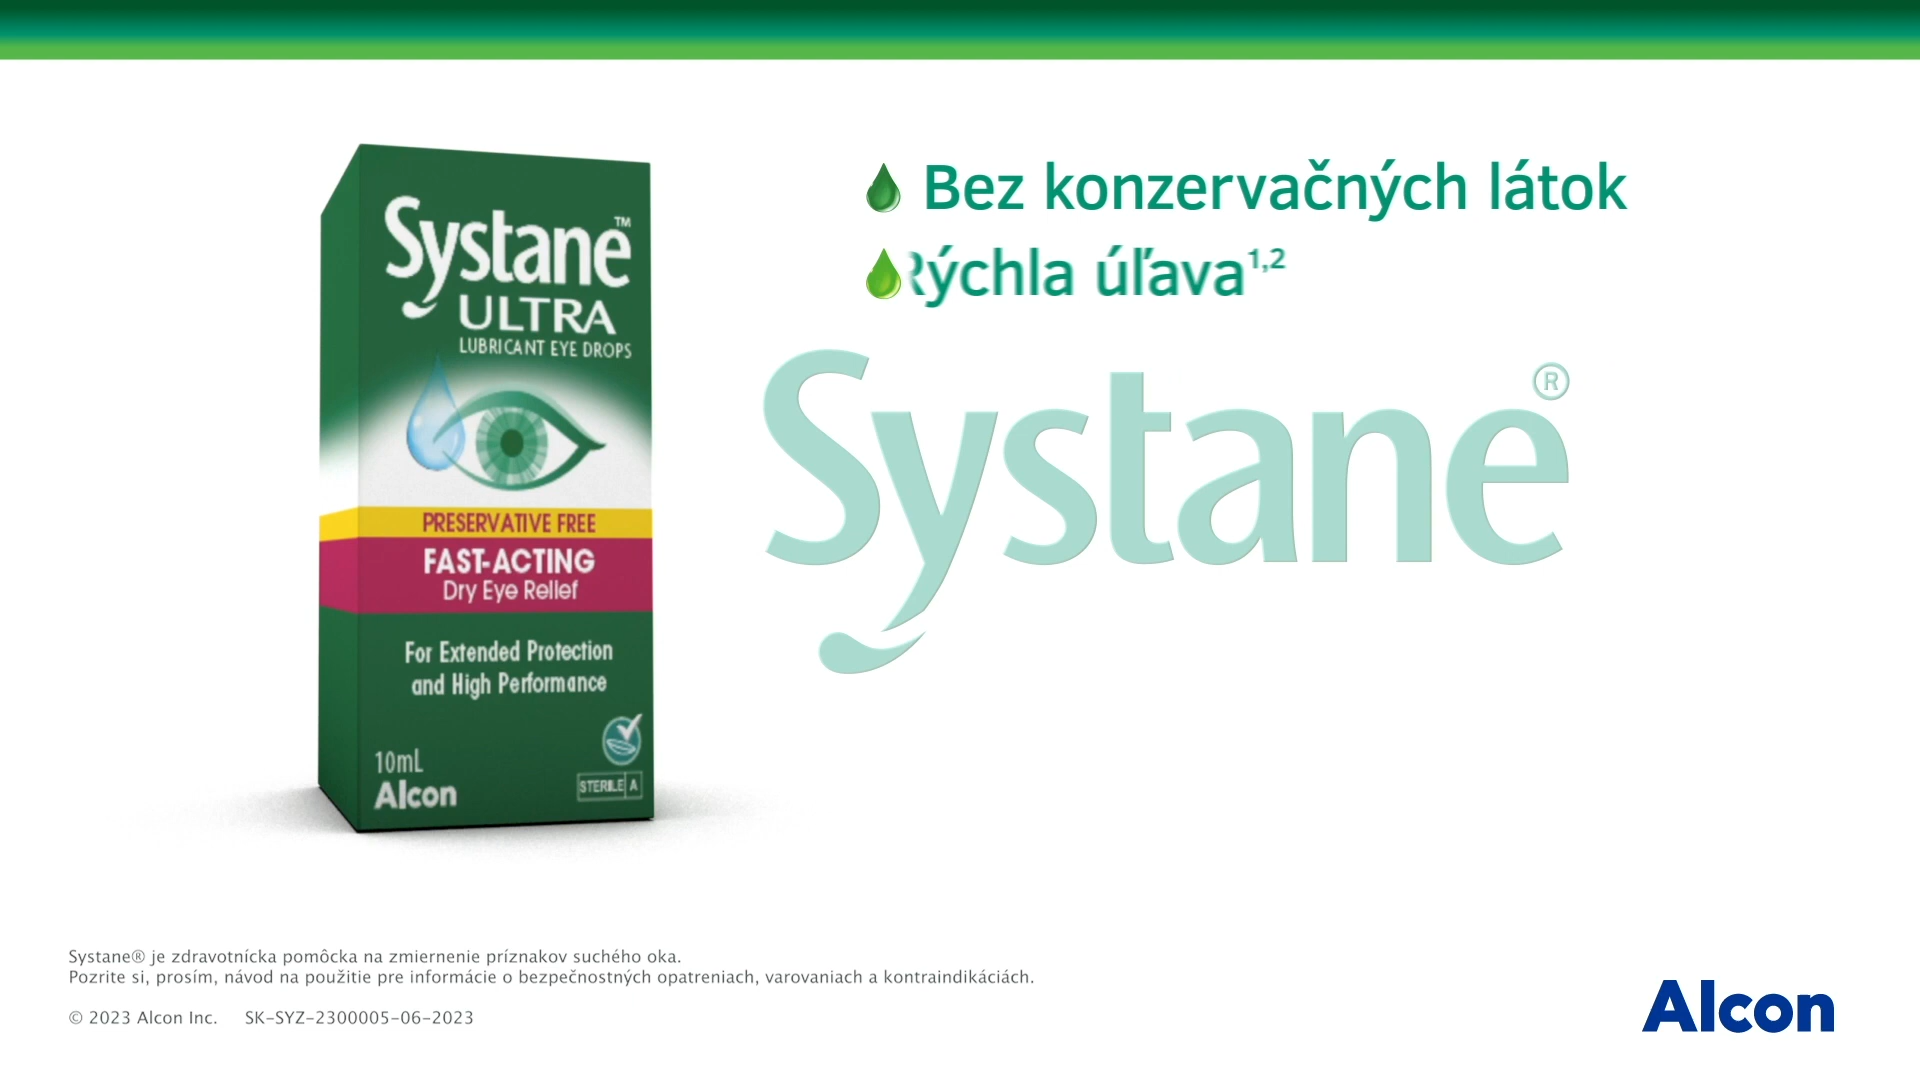 Systane™
ULTRA
LUBRICANT EYE DROPS
PRESERVATIVE FREE
FAST-ACTING
Dry Eye Relief
For Extended Protection
and High Performance
10mL
Alcon
STERILE A
Bez konzervačných látok
Rýchla úľava¹,²
Systane®
Systane® je zdravotnícka pomôcka na zmiernenie príznakov suchého oka.
Pozrite si, prosím, návod na použitie pre informácie o bezpečnostných opatreniach, varovaniach a kontraindikáciách.
© 2023 Alcon Inc. SK-SYZ-2300005-06-2023
Alcon